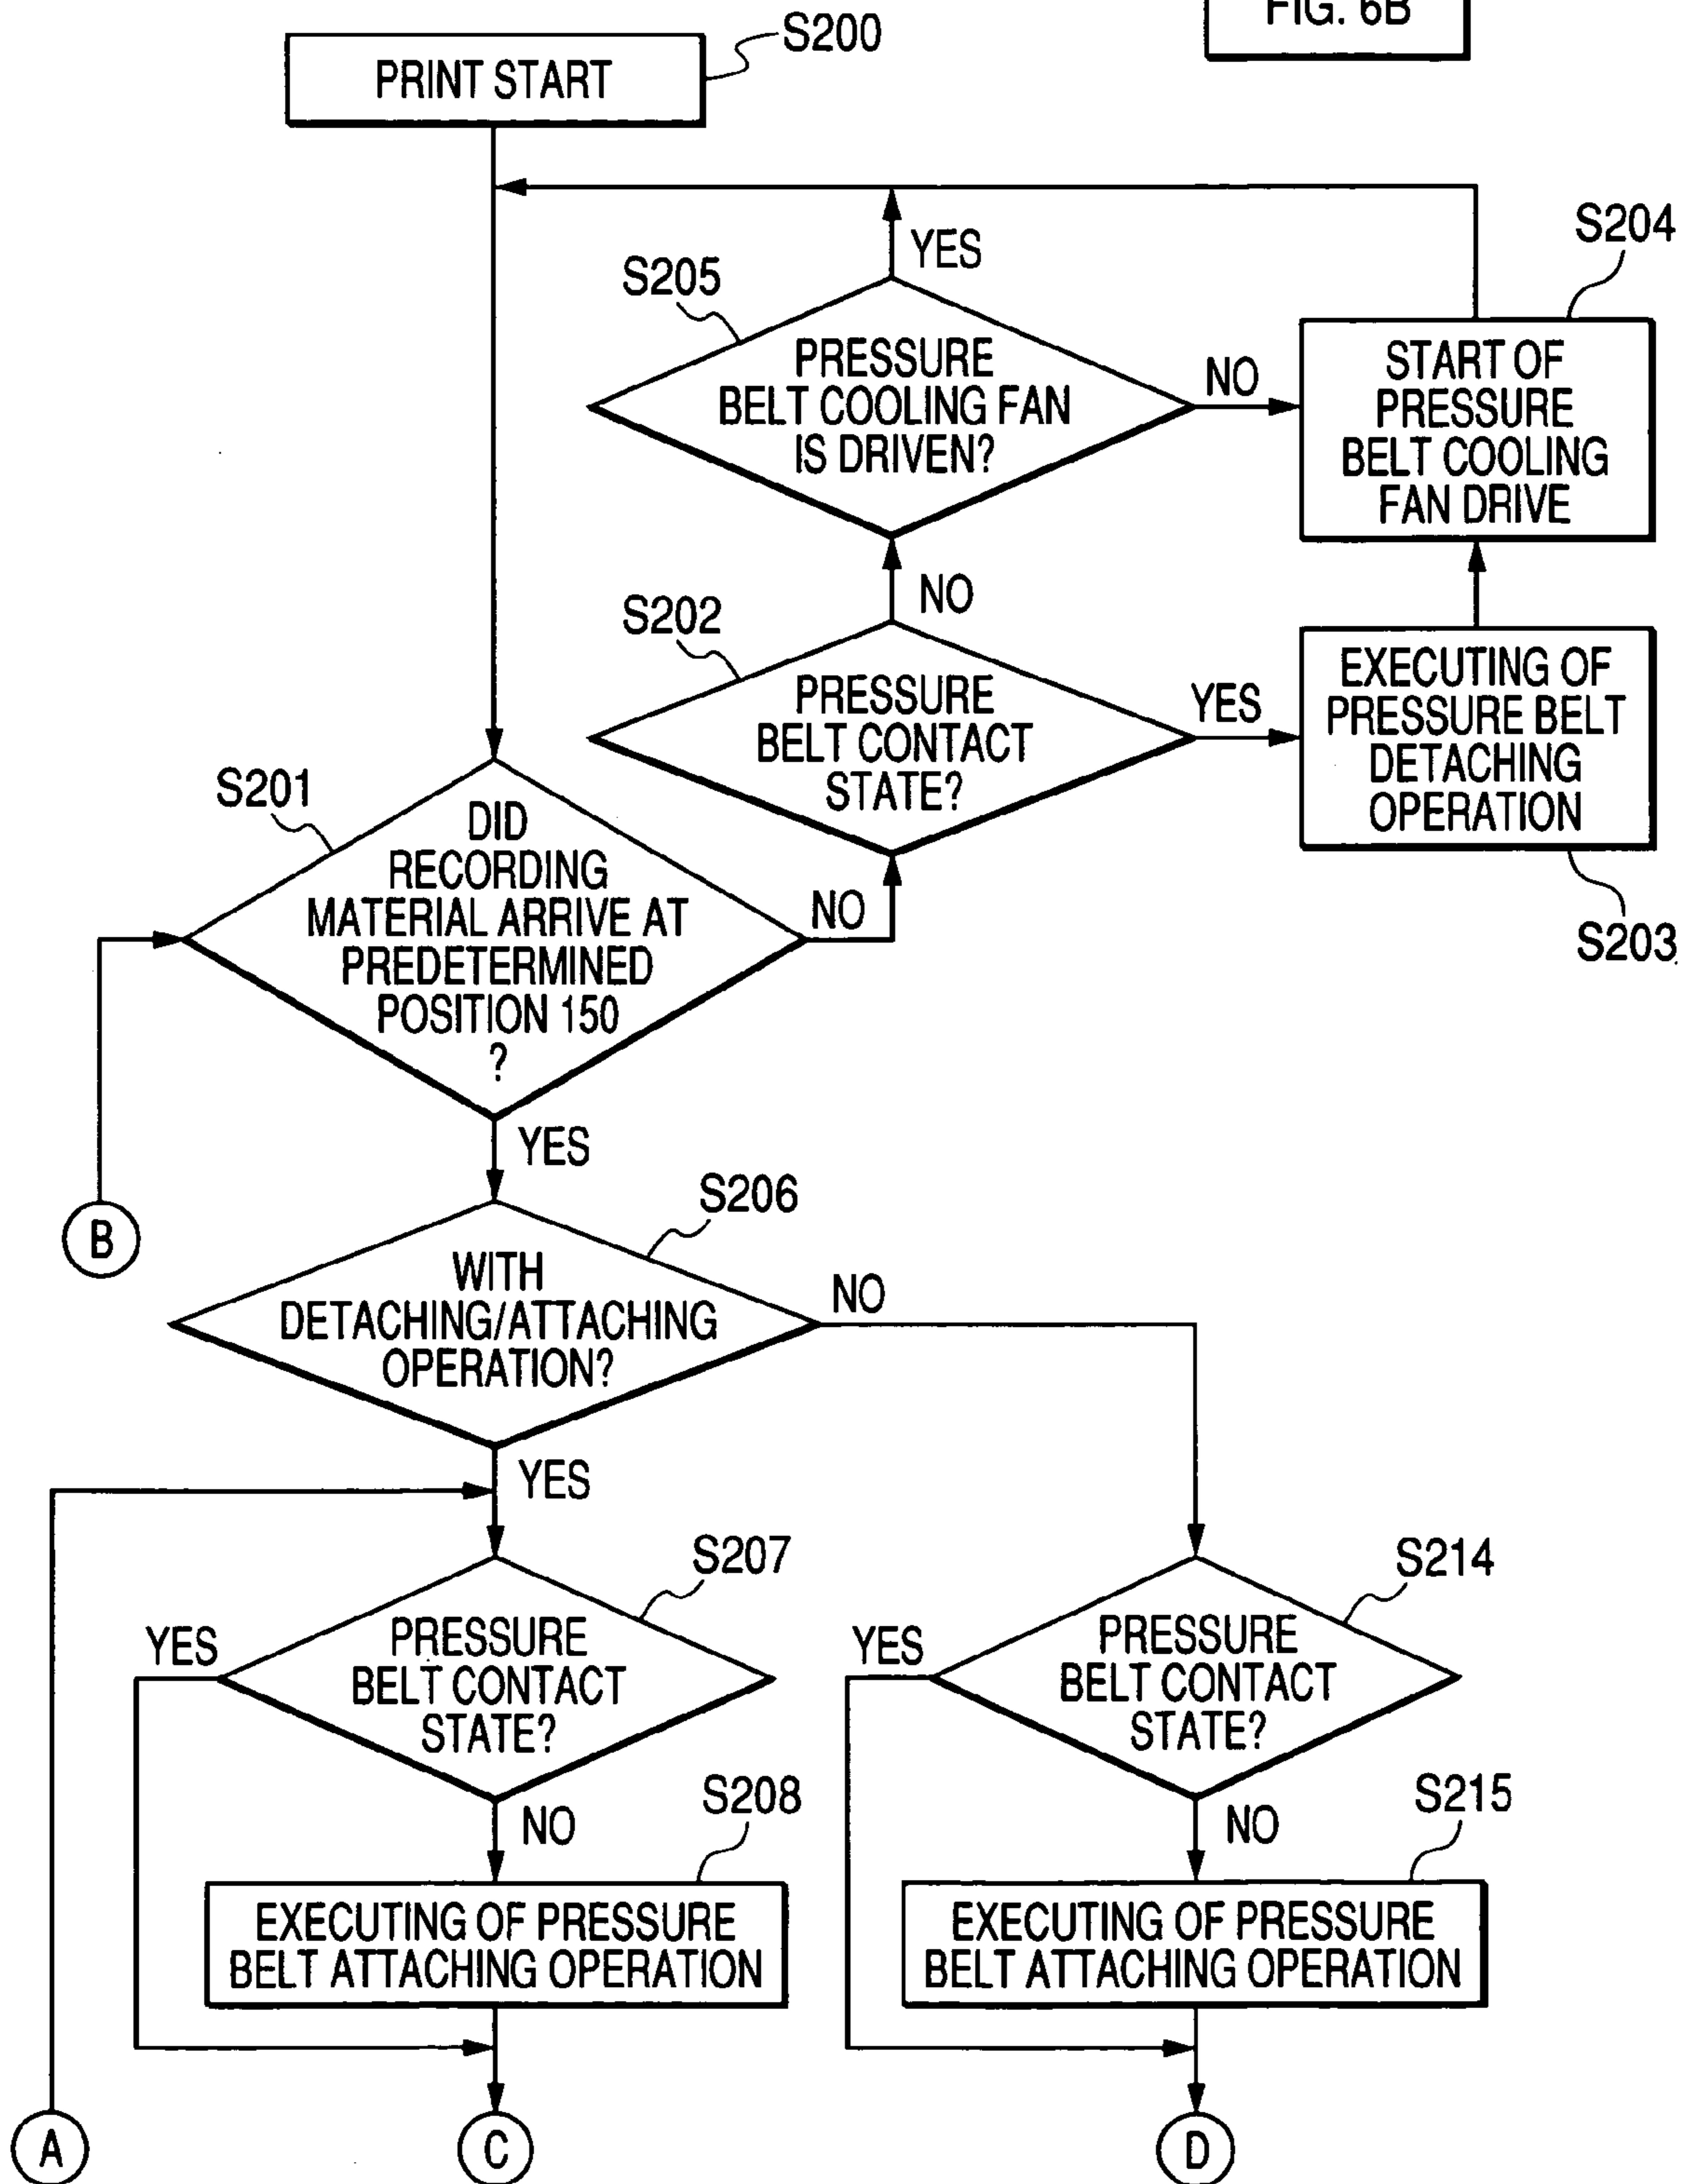 FIG. 6B
S200
PRINT START
S204
YES
S205
PRESSURE
BELT COOLING FAN
IS DRIVEN?
NO
START OF
PRESSURE
BELT COOLING
FAN DRIVE
NO
S202
PRESSURE
BELT CONTACT
STATE?
YES
EXECUTING OF
PRESSURE BELT
DETACHING
OPERATION
S203
S201
DID
RECORDING
MATERIAL ARRIVE AT
PREDETERMINED
POSITION 150
?
NO
YES
B
S206
WITH
DETACHING/ATTACHING
OPERATION?
NO
YES
S207
PRESSURE
BELT CONTACT
STATE?
YES
NO
S214
PRESSURE
BELT CONTACT
STATE?
YES
NO
S208
EXECUTING OF PRESSURE
BELT ATTACHING OPERATION
S215
EXECUTING OF PRESSURE
BELT ATTACHING OPERATION
A
C
D